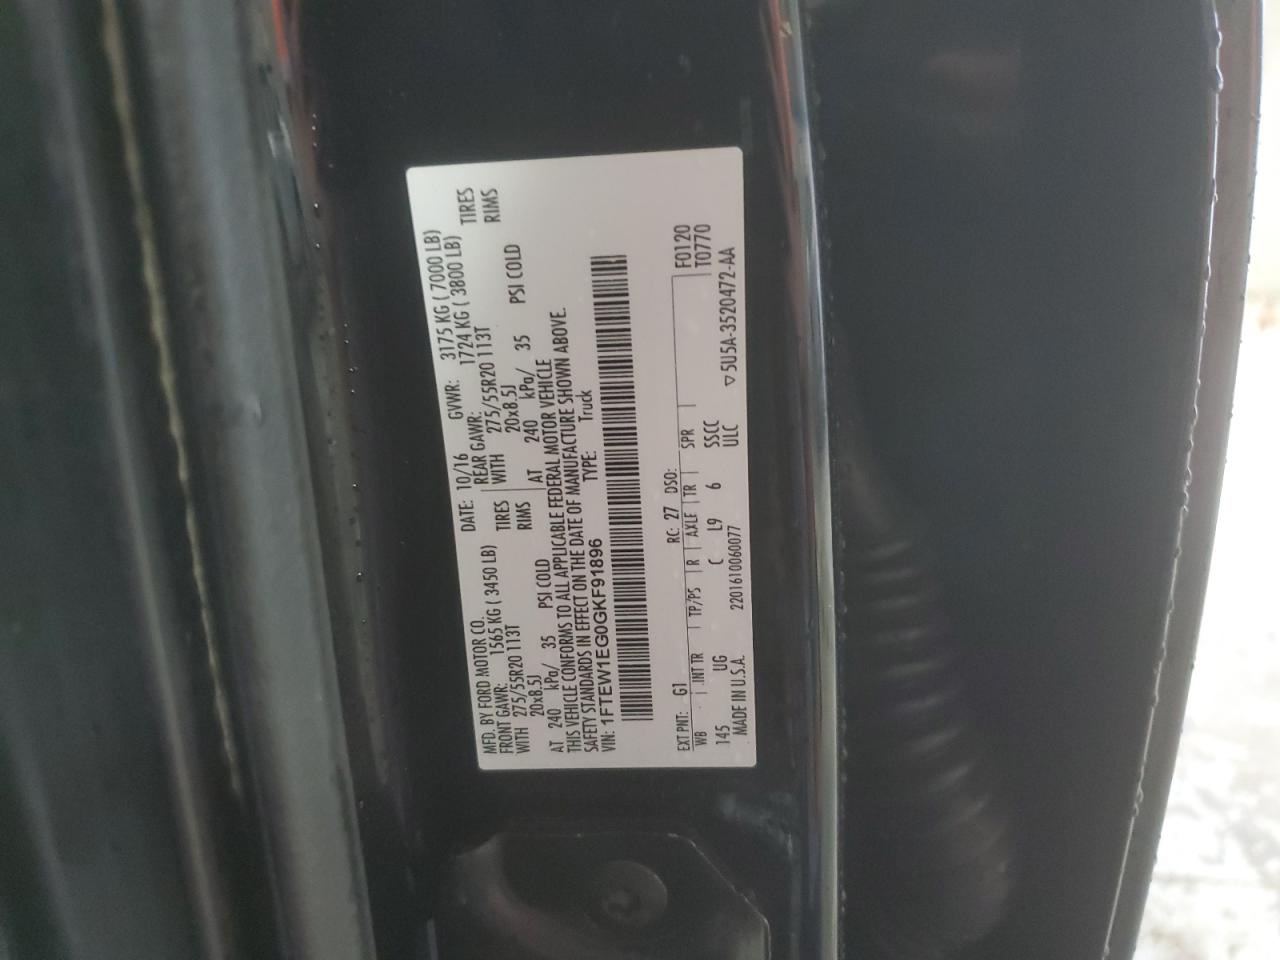 MFD. BY FORD MOTOR CO.
DATE: 10/16 GVWR: 3175 KG ( 7000 LB)
FRONT GAWR: 1565 KG ( 3450 LB) REAR GAWR: 1724 KG ( 3800 LB)
WITH 275/55R20 113T TIRES WITH 275/55R20 113T TIRES
20x8.5J RIMS 20x8.5J RIMS
AT 240 kPa/ 35 PSI COLD AT 240 kPa/ 35 PSI COLD
THIS VEHICLE CONFORMS TO ALL APPLICABLE FEDERAL MOTOR VEHICLE
SAFETY STANDARDS IN EFFECT ON THE DATE OF MANUFACTURE SHOWN ABOVE.
VIN: 1FTEW1EG0GKF91896 TYPE: Truck
F0120
EXT PNT: G1 RC: 27 DSO: T0770
WB INT TR TP/PS R AXLE TR SPR
145 UG C L9 6 SSCC
MADE IN U.S.A. 2201610060077 ULC ▽5U5A-3520472-AA